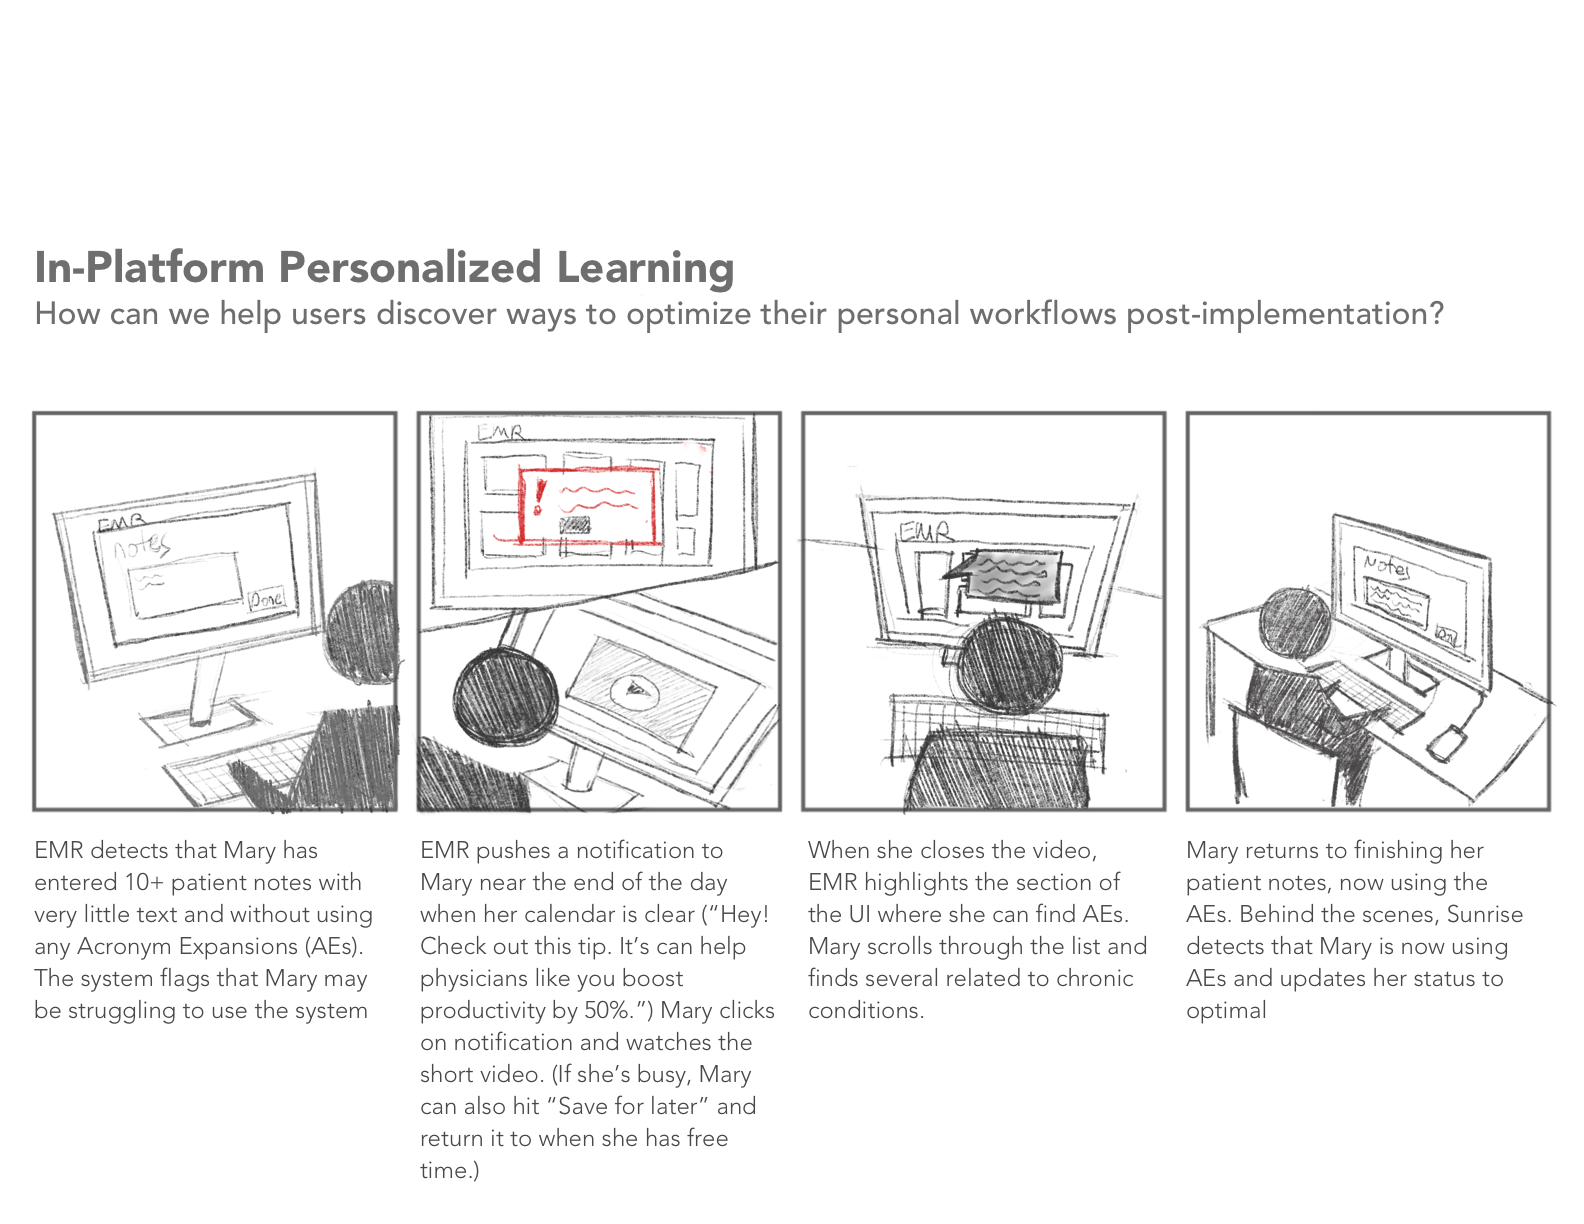 In-Platform Personalized Learning
How can we help users discover ways to optimize their personal workflows post-implementation?
EMR
notes
Done
EMR
EMR
Notes
EMR detects that Mary has
entered 10+ patient notes with
very little text and without using
any Acronym Expansions (AEs).
The system flags that Mary may
be struggling to use the system
EMR pushes a notification to
Mary near the end of the day
when her calendar is clear (“Hey!
Check out this tip. It’s can help
physicians like you boost
productivity by 50%.”) Mary clicks
on notification and watches the
short video. (If she’s busy, Mary
can also hit “Save for later” and
return it to when she has free
time.)
When she closes the video,
EMR highlights the section of
the UI where she can find AEs.
Mary scrolls through the list and
finds several related to chronic
conditions.
Mary returns to finishing her
patient notes, now using the
AEs. Behind the scenes, Sunrise
detects that Mary is now using
AEs and updates her status to
optimal